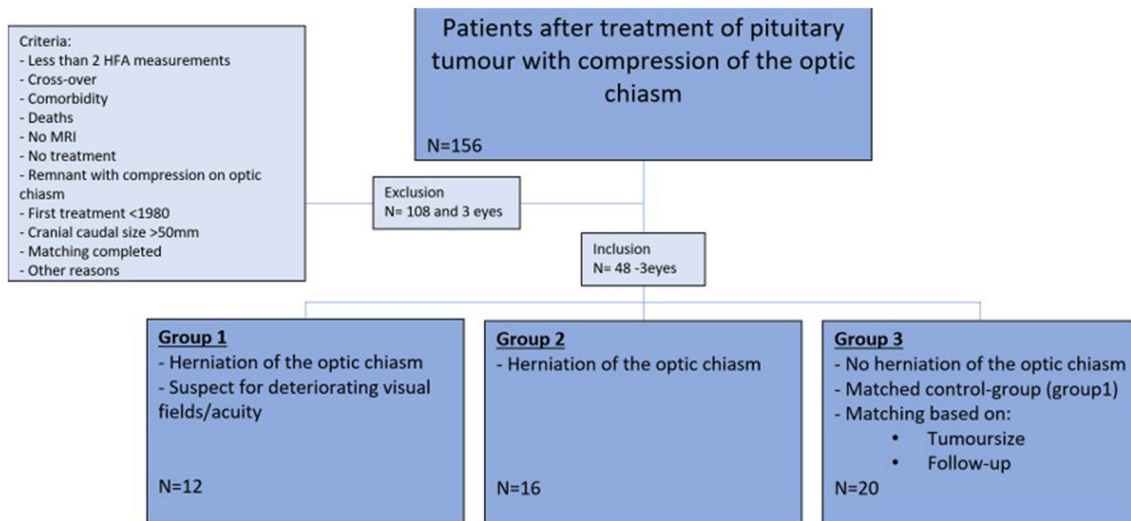 Patients after treatment of pituitary
tumour with compression of the optic
chiasm
N=156
Criteria:
- Less than 2 HFA measurements
- Cross-over
- Comorbidity
- Deaths
- No MRI
- No treatment
- Remnant with compression on optic
chiasm
- First treatment <1980
- Cranial caudal size >50mm
- Matching completed
- Other reasons
Exclusion
N= 108 and 3 eyes
Inclusion
N= 48 -3eyes
Group 1
- Herniation of the optic chiasm
- Suspect for deteriorating visual
fields/acuity
N=12
Group 2
- Herniation of the optic chiasm
N=16
Group 3
- No herniation of the optic chiasm
- Matched control-group (group1)
- Matching based on:
• Tumoursize
• Follow-up
N=20